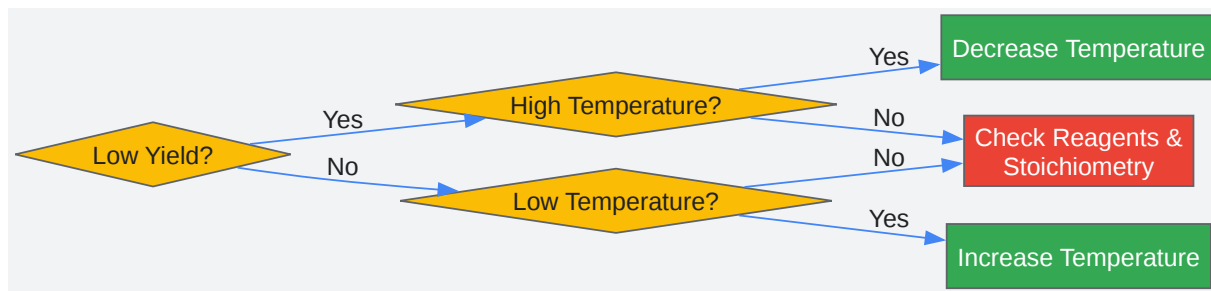 Low Yield?
Yes
No
High Temperature?
Low Temperature?
Yes
No
No
Yes
Decrease Temperature
Check Reagents &
Stoichiometry
Increase Temperature